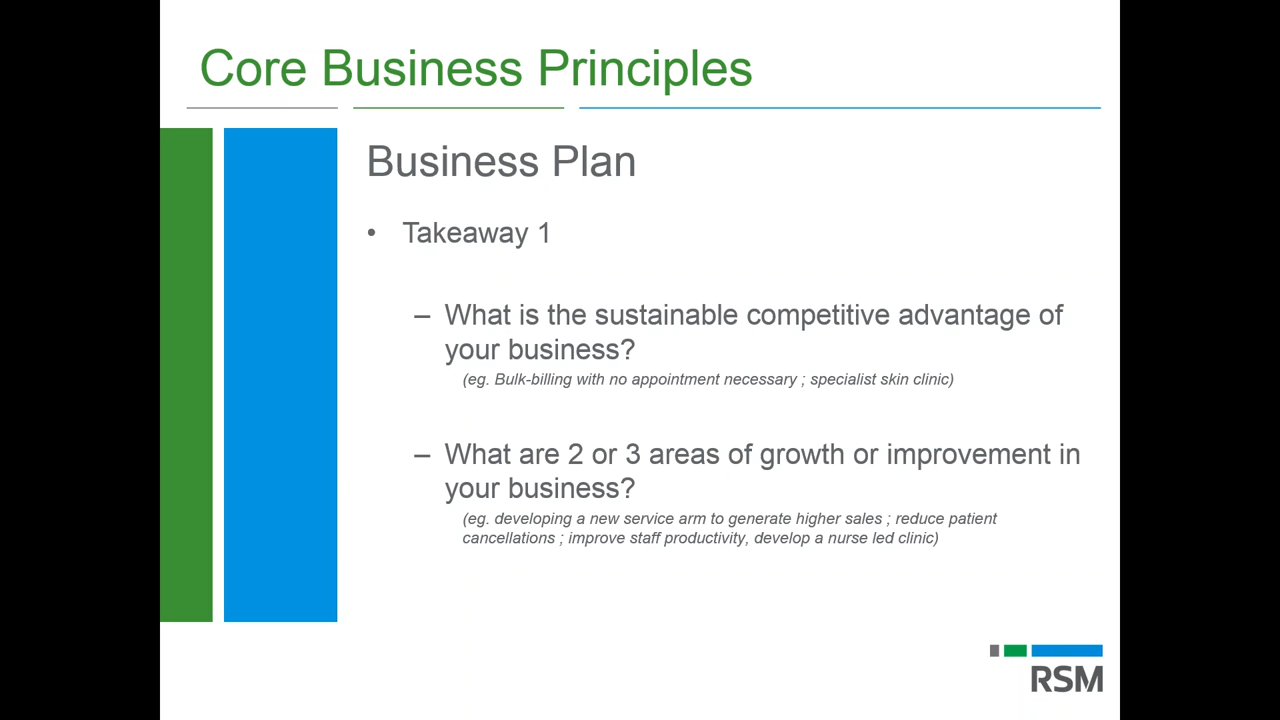 Core Business Principles
Business Plan
• Takeaway 1
– What is the sustainable competitive advantage of
your business?
(eg. Bulk-billing with no appointment necessary ; specialist skin clinic)
– What are 2 or 3 areas of growth or improvement in
your business?
(eg. developing a new service arm to generate higher sales ; reduce patient
cancellations ; improve staff productivity, develop a nurse led clinic)
RSM